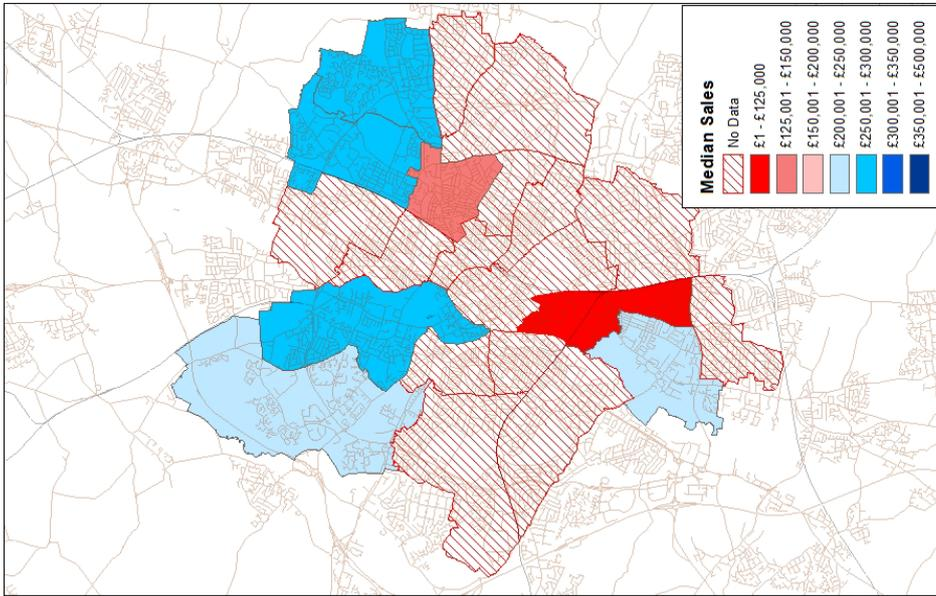 Median Sales
No Data
£1 - £125,000
£125,001 - £150,000
£150,001 - £200,000
£200,001 - £250,000
£250,001 - £300,000
£300,001 - £350,000
£350,001 - £500,000